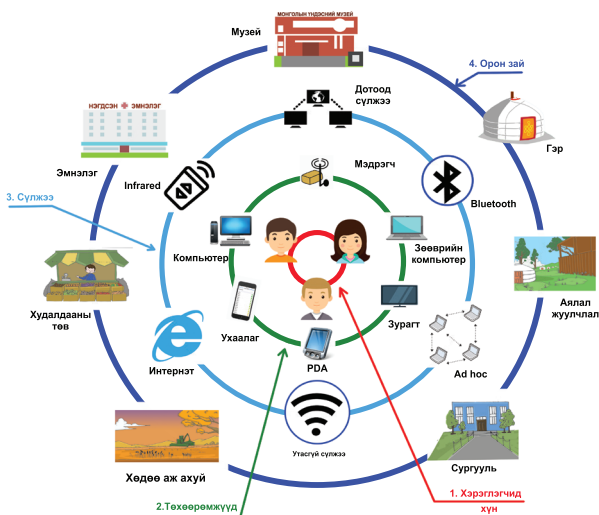 МОНГОЛЫН ҮНДЭСНИЙ МУЗЕЙ
Музей
4. Орон зай
Дотоод
сүлжээ
НЭГДСЭН ЭМНЭЛЭГ
Эмнэлэг
Гэр
Мэдрэгч
Infrared
Bluetooth
3. Сүлжээ
Компьютер
Зөөврийн
компьютер
Худалдааны
төв
Аялал
жуулчлал
Ухаалаг
Зурагт
PDA
Интернэт
Ad hoc
Утасгүй сүлжээ
Хөдөө аж ахуй
Сургууль
1. Хэрэглэгчид
хүн
2.Төхөөрөмжүүд